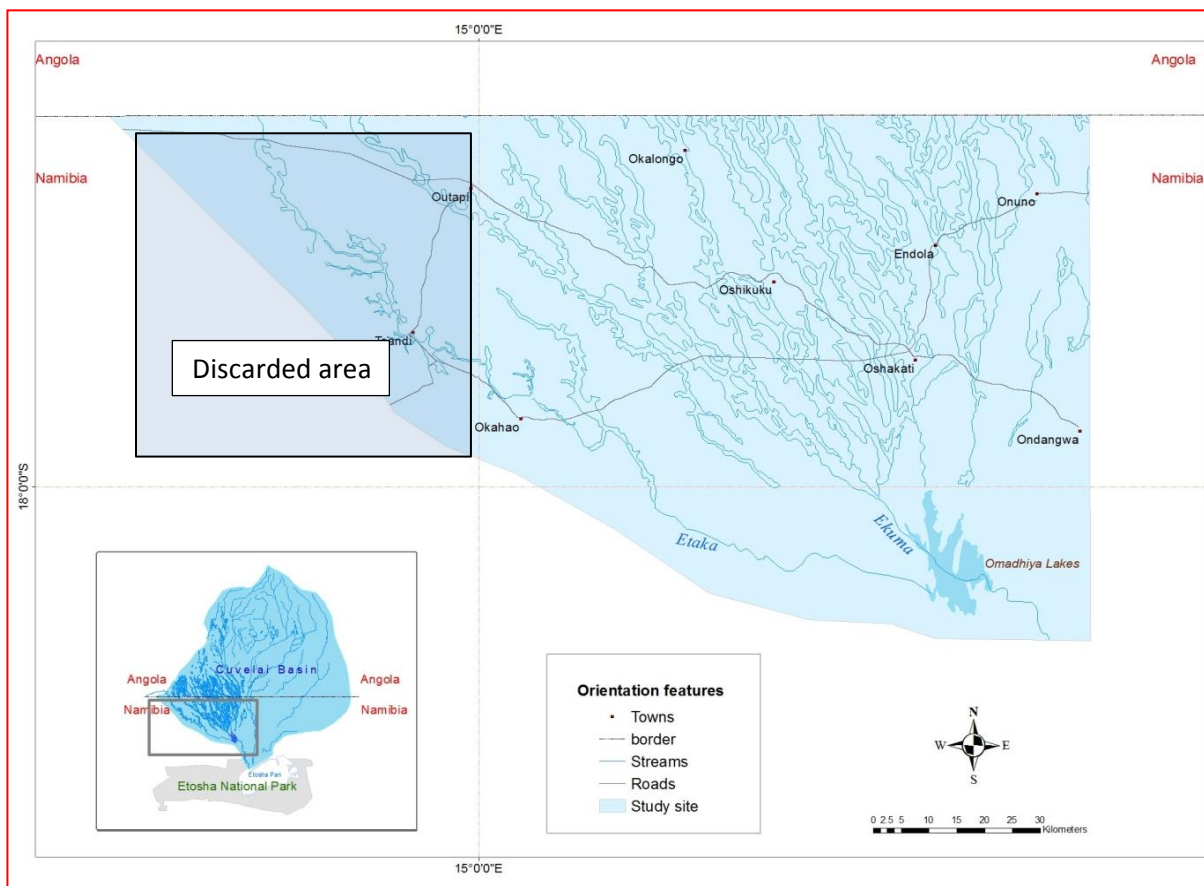 15°0'0"E
Angola
Angola
Namibia
Namibia
Okalongo
Outapi
Onuno
Endola
Oshikuku
Discarded area
Oshakati
Okahao
Ondangwa
18°0'0"S
Etaka
Ekuma
Omadhiya Lakes
Cuvelai Basin
Angola
Angola
Namibia
Namibia
Etosha Pan
Etosha National Park
Orientation features
Towns
border
Streams
Roads
Study site
N
W
E
S
0 2.5 5 10 15 20 25 30
Kilometers
15°0'0"E